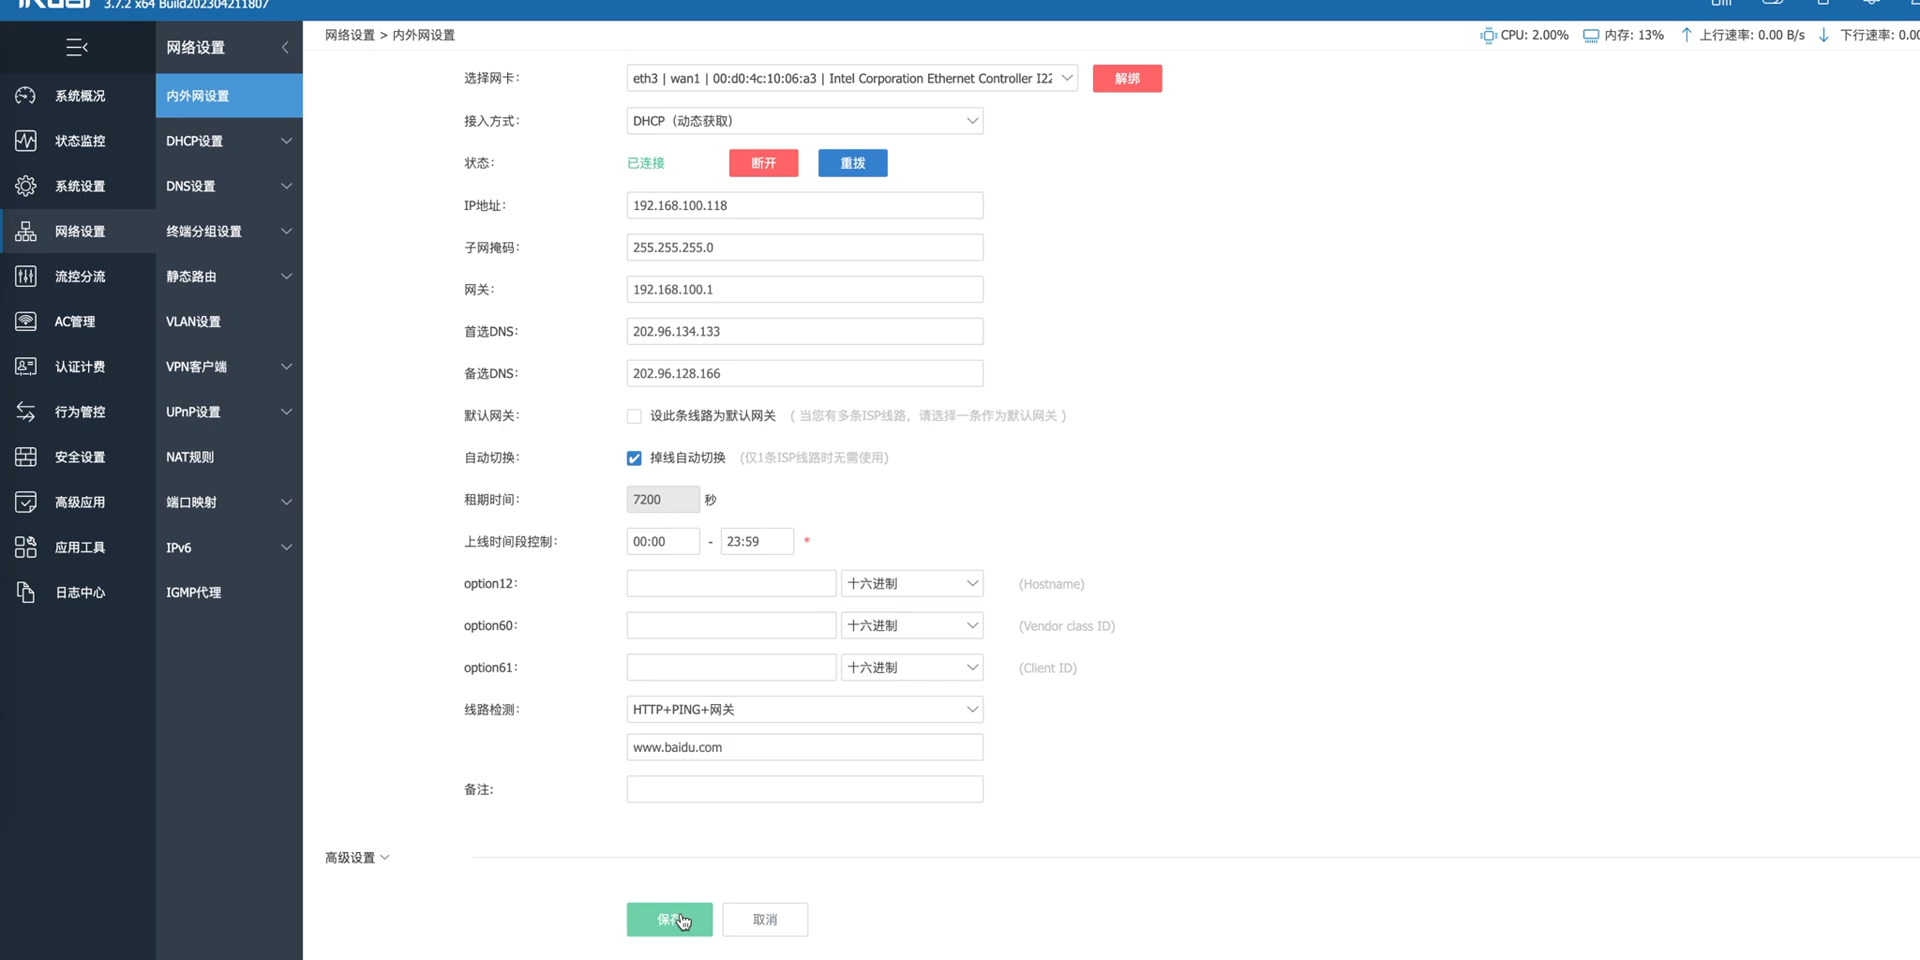 iKuai 3.7.2 x64 Build202304211807
网络设置
网络设置 > 内外网设置
CPU: 2.00% 内存: 13% 上行速率: 0.00 B/s 下行速率: 0.00
系统概况
状态监控
系统设置
网络设置
流控分流
AC管理
认证计费
行为管控
安全设置
高级应用
应用工具
日志中心
内外网设置
DHCP设置
DNS设置
终端分组设置
静态路由
VLAN设置
VPN客户端
UPnP设置
NAT规则
端口映射
IPv6
IGMP代理
选择网卡: eth3 | wan1 | 00:d0:4c:10:06:a3 | Intel Corporation Ethernet Controller I22 解绑
接入方式: DHCP（动态获取）
状态: 已连接 断开 重拨
IP地址: 192.168.100.118
子网掩码: 255.255.255.0
网关: 192.168.100.1
首选DNS: 202.96.134.133
备选DNS: 202.96.128.166
默认网关: 设此条线路为默认网关 ( 当您有多条ISP线路，请选择一条作为默认网关 )
自动切换: 掉线自动切换 (仅1条ISP线路时无需使用)
租期时间: 7200 秒
上线时间段控制: 00:00 - 23:59 *
option12: 十六进制 (Hostname)
option60: 十六进制 (Vendor class ID)
option61: 十六进制 (Client ID)
线路检测: HTTP+PING+网关
www.baidu.com
备注:
高级设置
保存 取消